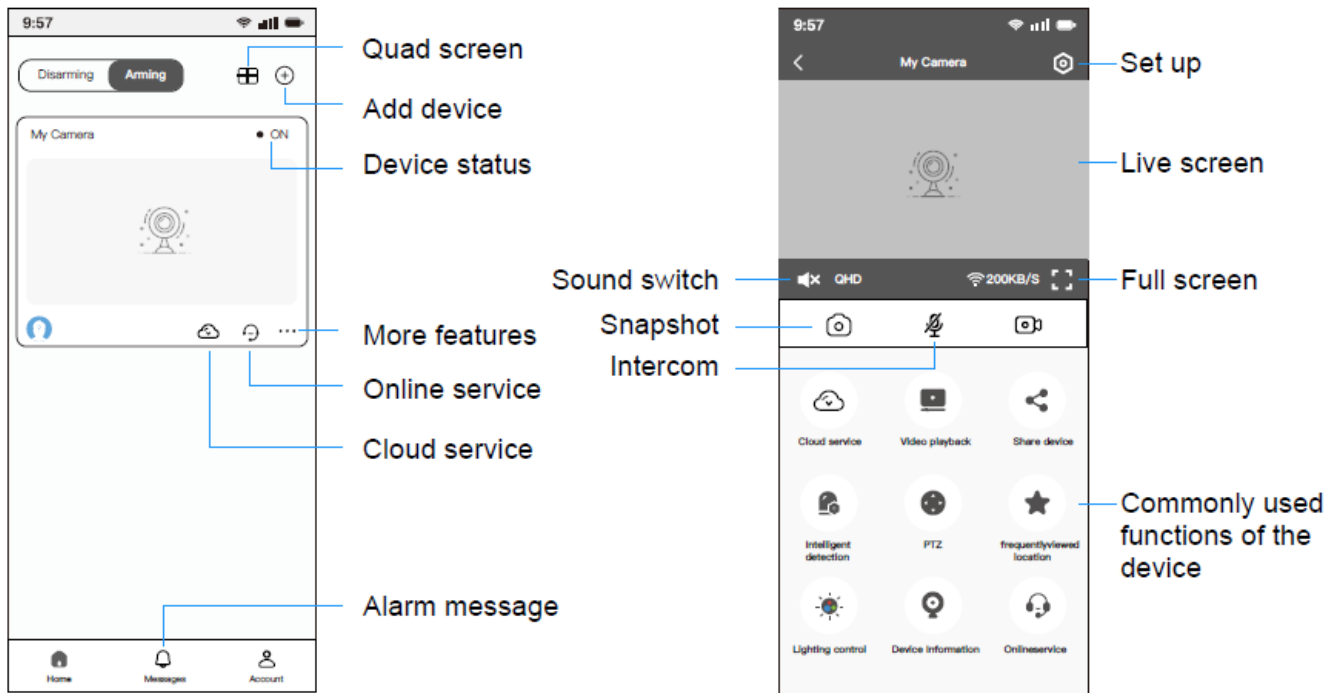 9:57
Disarming
Arming
My Camera
ON
Home
Messages
Account
Quad screen
Add device
Device status
More features
Online service
Cloud service
Alarm message
9:57
My Camera
QHD
200KB/S
Cloud service
Video playback
Share device
Intelligent
detection
PTZ
frequentlyviewed
location
Lighting control
Device information
Onlineservice
Sound switch
Snapshot
Intercom
Set up
Live screen
Full screen
Commonly used
functions of the
device